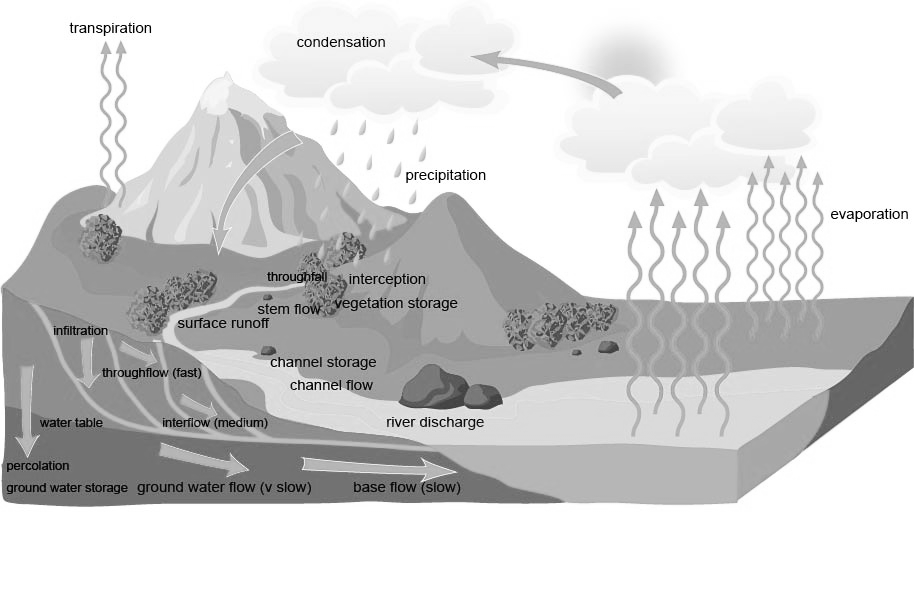 transpiration
condensation
precipitation
evaporation
throughfall
interception
vegetation storage
stem flow
surface runoff
infiltration
channel storage
throughflow (fast)
channel flow
water table
interflow (medium)
river discharge
percolation
ground water storage
ground water flow (v slow)
base flow (slow)